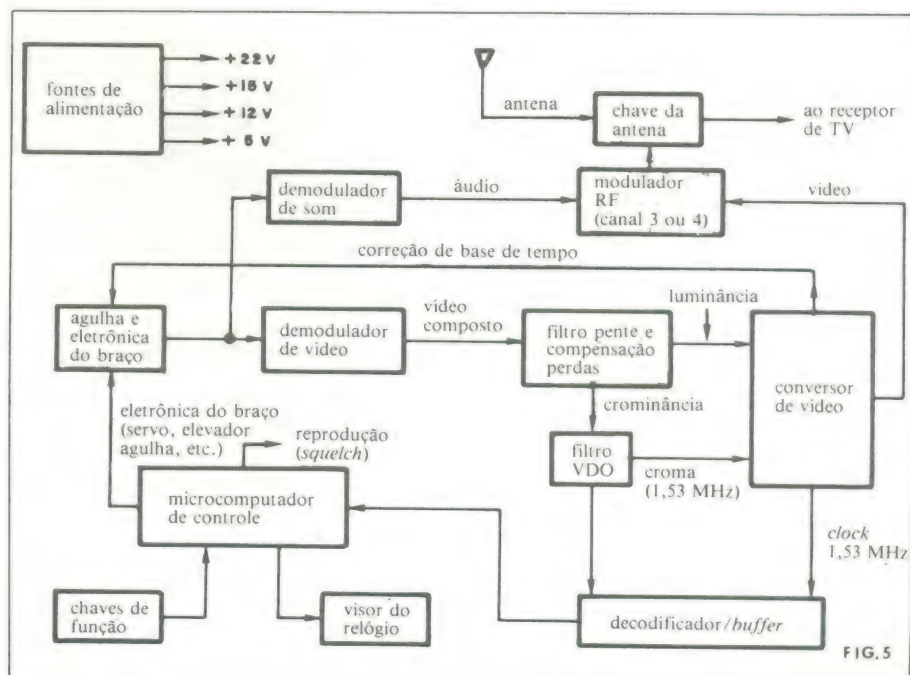 fontes de
alimentação
+22 V
+15 V
+12 V
+ 5 V
antena
chave da
antena
ao receptor
de TV
demodulador
de som
áudio
modulador
RF
(canal 3 ou 4)
video
correção de base de tempo
agulha e
eletrônica
do braço
demodulador
de video
video
composto
filtro pente e
compensação
perdas
luminância
conversor
de video
crominância
filtro
VDO
croma
(1,53 MHz)
eletrônica do braço
(servo, elevador
agulha, etc.)
reprodução
(squelch)
microcomputador
de controle
clock
1,53 MHz
chaves de
função
visor do
relógio
decodificador/buffer
FIG.5